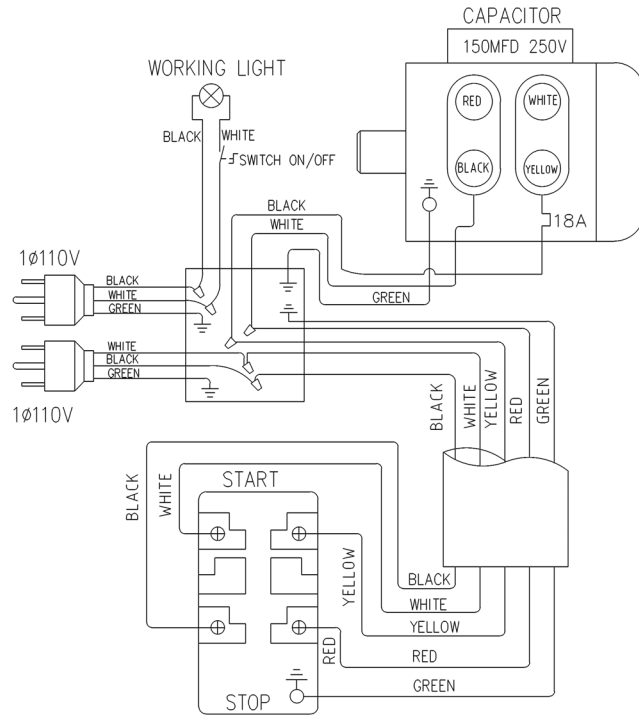 CAPACITOR
150MFD 250V
WORKING LIGHT
RED
WHITE
BLACK
WHITE
SWITCH ON/OFF
BLACK
YELLOW
BLACK
WHITE
18A
1ø110V
BLACK
WHITE
GREEN
GREEN
WHITE
BLACK
GREEN
1ø110V
BLACK
WHITE
YELLOW
RED
GREEN
BLACK
WHITE
START
YELLOW
BLACK
WHITE
YELLOW
RED
RED
GREEN
STOP